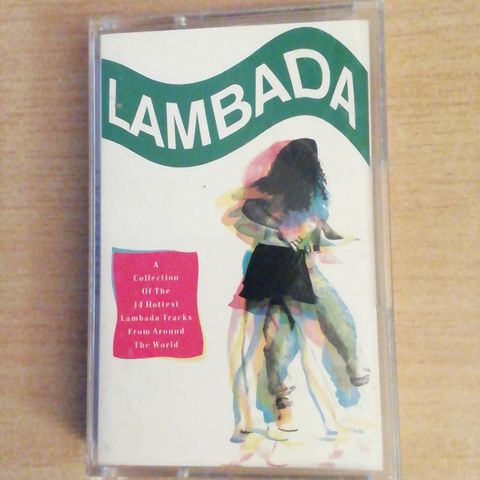 LAMBADA
A
Collection
Of The
14 Hottest
Lambada Tracks
From Around
The World